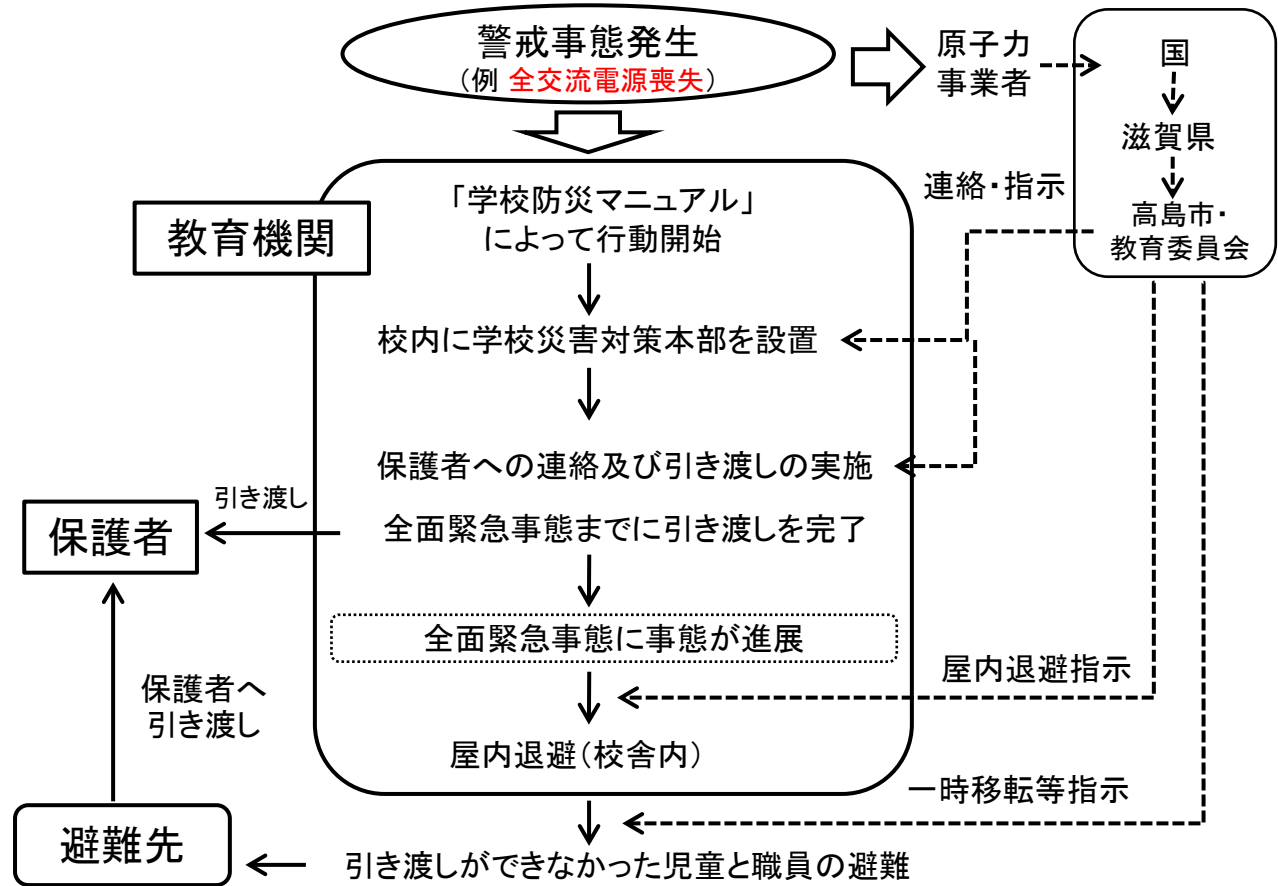 警戒事態発生
(例 全交流電源喪失)
原子力
事業者
国
滋賀県
高島市・
教育委員会
連絡・指示
教育機関
「学校防災マニュアル」
によって行動開始
校内に学校災害対策本部を設置
保護者への連絡及び引き渡しの実施
引き渡し
保護者
全面緊急事態までに引き渡しを完了
全面緊急事態に事態が進展
屋内退避指示
保護者へ
引き渡し
屋内退避(校舎内)
一時移転等指示
避難先
引き渡しができなかった児童と職員の避難